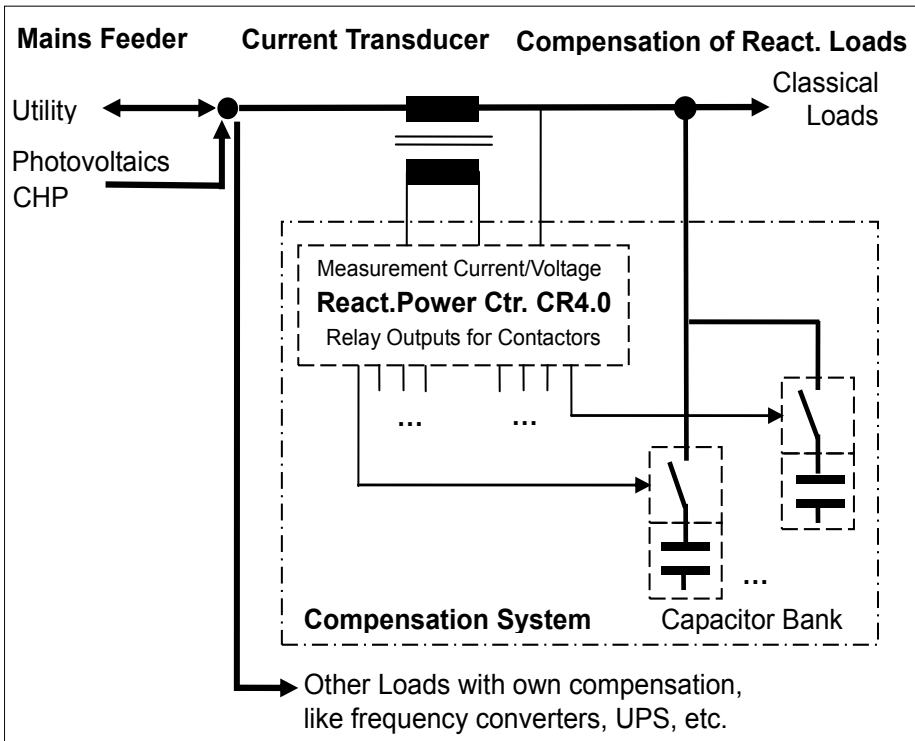 Mains Feeder
Current Transducer
Compensation of React. Loads
Utility
Classical
Loads
Photovoltaics
CHP
Measurement Current/Voltage
React.Power Ctr. CR4.0
Relay Outputs for Contactors
...
...
...
Compensation System
Capacitor Bank
Other Loads with own compensation,
like frequency converters, UPS, etc.